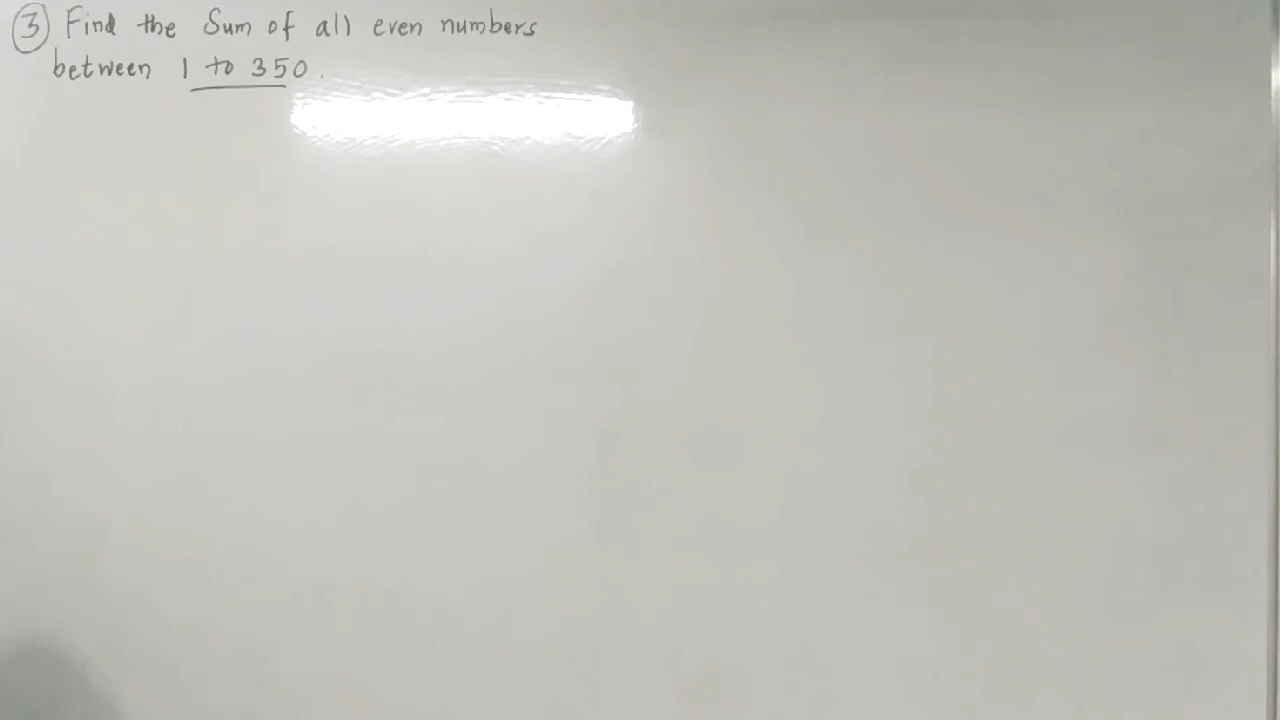 ③ Find the Sum of all even numbers
between 1 to 350.